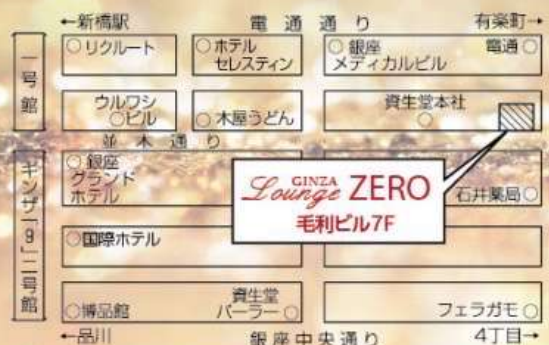 ←新橋駅
電通通り
有楽町→
一号館
○リクルート
○ホテル
セレスティン
○銀座
メディカルビル
電通○
ウルワシ
○ビル
○木屋うどん
資生堂本社
○
並木通り
ギンザ「9」二号館
○銀座
グランド
ホテル
GINZA
Lounge ZERO
毛利ビル7F
石井薬局○
○国際ホテル
○博品館
資生堂
パーラー○
フェラガモ○
←品川
銀座中央通り
4丁目→